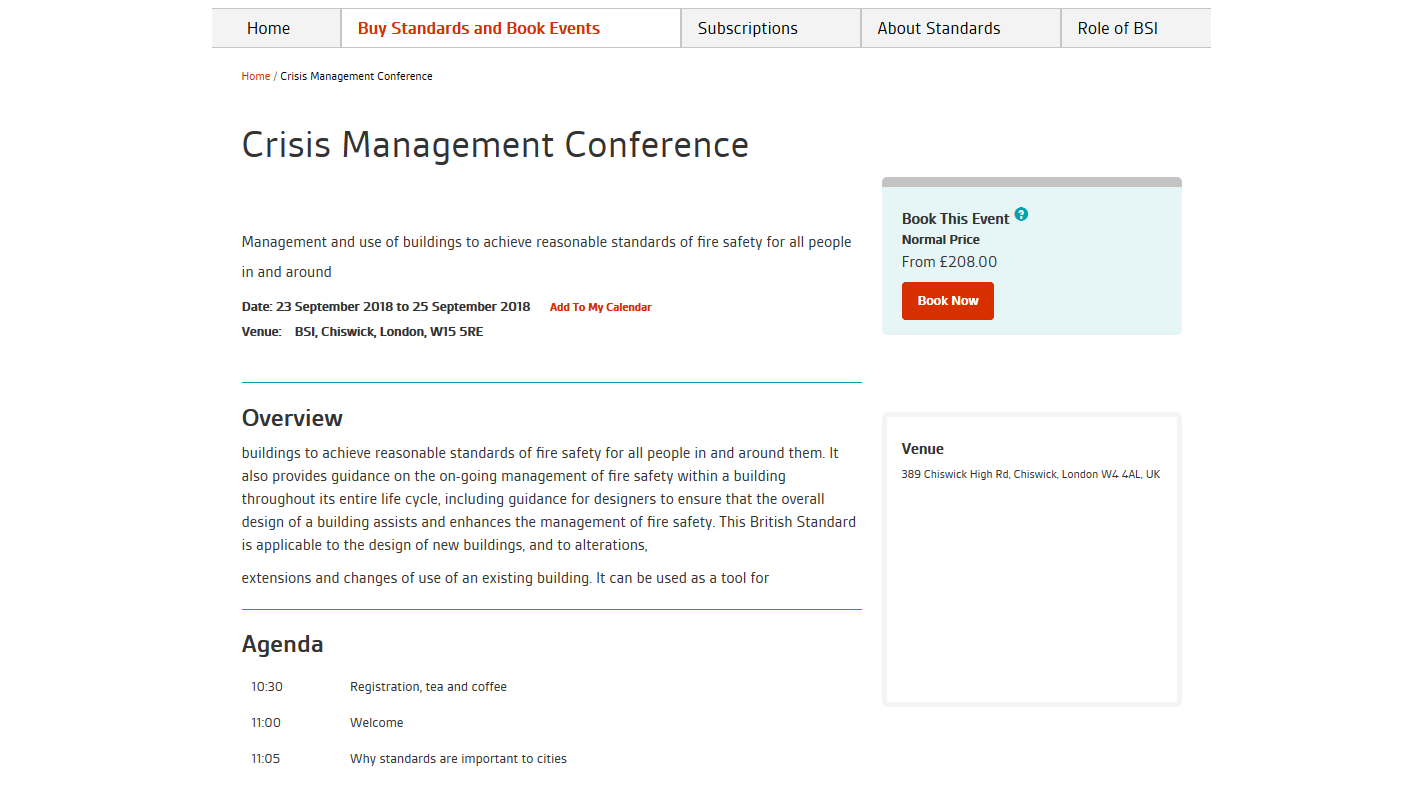 Home
Buy Standards and Book Events
Subscriptions
About Standards
Role of BSI
Home / Crisis Management Conference
Crisis Management Conference
Management and use of buildings to achieve reasonable standards of fire safety for all people
in and around
Date: 23 September 2018 to 25 September 2018 Add To My Calendar
Venue: BSI, Chiswick, London, W15 5RE
Book This Event ?
Normal Price
From £208.00
Book Now
Overview
buildings to achieve reasonable standards of fire safety for all people in and around them. It
also provides guidance on the on-going management of fire safety within a building
throughout its entire life cycle, including guidance for designers to ensure that the overall
design of a building assists and enhances the management of fire safety. This British Standard
is applicable to the design of new buildings, and to alterations,
extensions and changes of use of an existing building. It can be used as a tool for
Venue
389 Chiswick High Rd, Chiswick, London W4 4AL, UK
Agenda
10:30 Registration, tea and coffee
11:00 Welcome
11:05 Why standards are important to cities